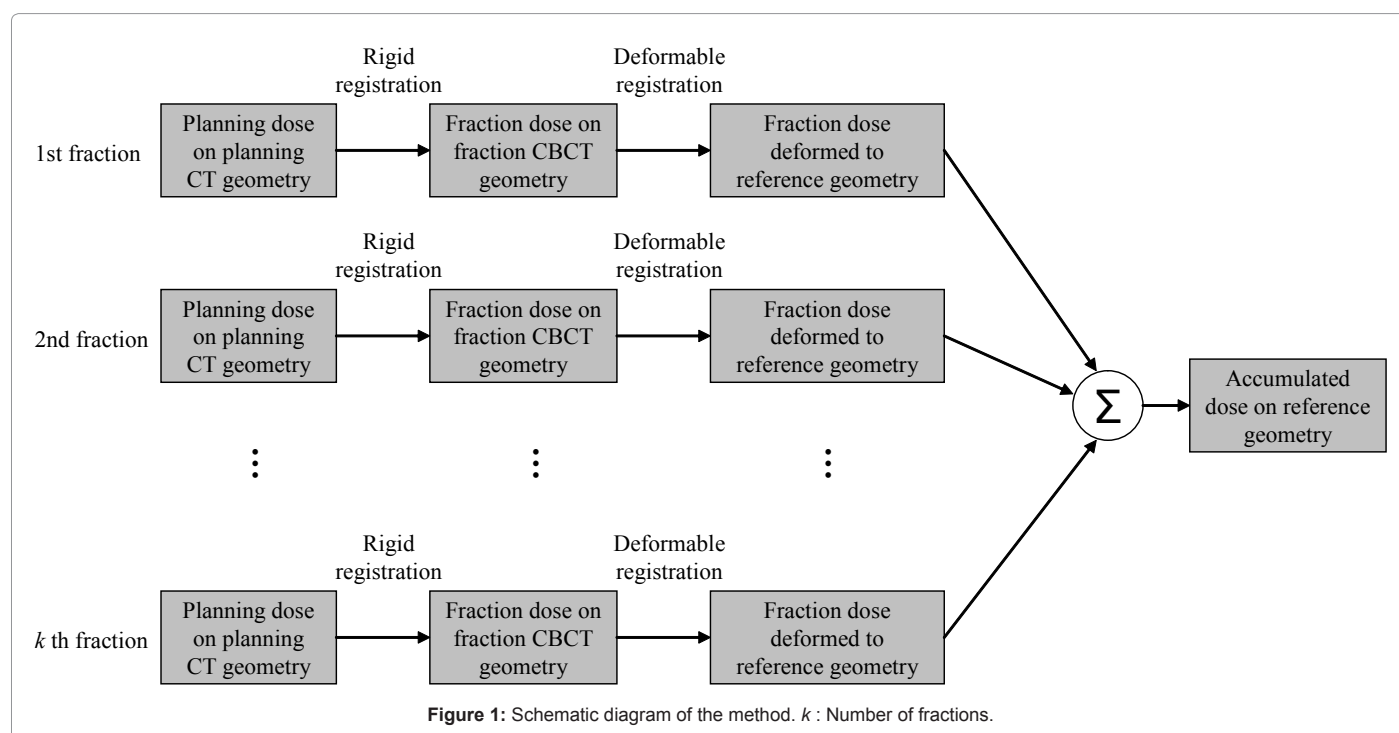 Rigid
registration
Deformable
registration
1st fraction
Planning dose
on planning
CT geometry
Fraction dose on
fraction CBCT
geometry
Fraction dose
deformed to
reference geometry
Rigid
registration
Deformable
registration
2nd fraction
Planning dose
on planning
CT geometry
Fraction dose on
fraction CBCT
geometry
Fraction dose
deformed to
reference geometry
Σ
Accumulated
dose on reference
geometry
Rigid
registration
Deformable
registration
k th fraction
Planning dose
on planning
CT geometry
Fraction dose on
fraction CBCT
geometry
Fraction dose
deformed to
reference geometry
Figure 1: Schematic diagram of the method. k : Number of fractions.